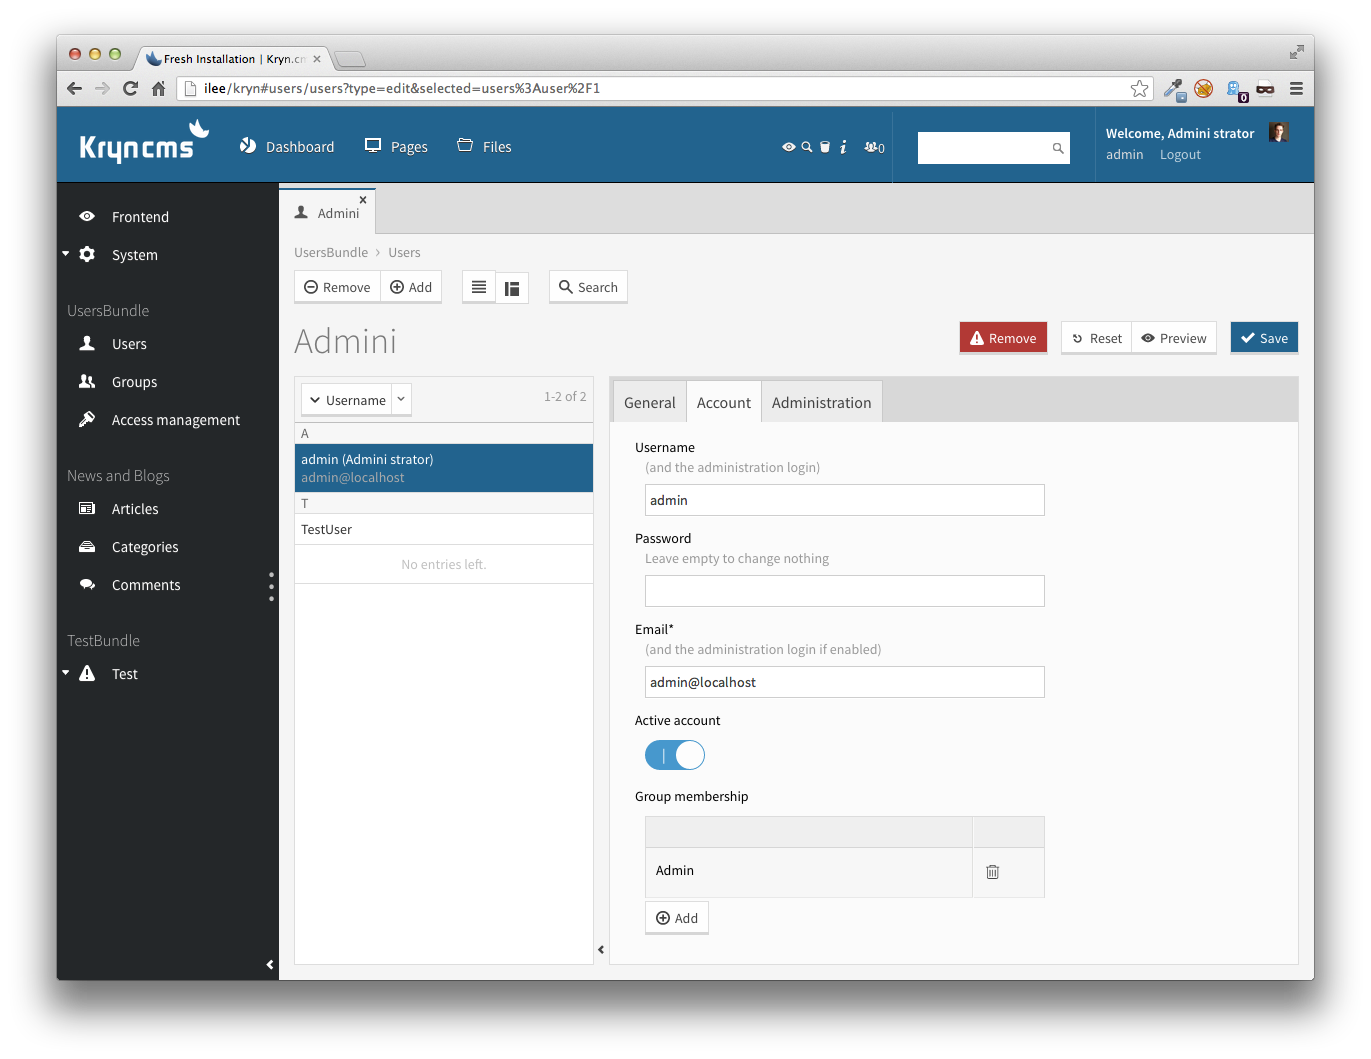 Fresh Installation | Kryn.cm
ilee/kryn#users/users?type=edit&selected=users%3Auser%2F1
0
Kryncms
Dashboard
Pages
Files
i
0
Welcome, Admini strator
admin Logout
Frontend
System
UsersBundle
Users
Groups
Access management
News and Blogs
Articles
Categories
Comments
TestBundle
Test
Admini
UsersBundle › Users
Remove Add Search
Admini
Remove Reset Preview Save
Username 1-2 of 2
A
admin (Admini strator)
admin@localhost
T
TestUser
No entries left.
General Account Administration
Username
(and the administration login)
admin
Password
Leave empty to change nothing
Email*
(and the administration login if enabled)
admin@localhost
Active account
Group membership
Admin
Add